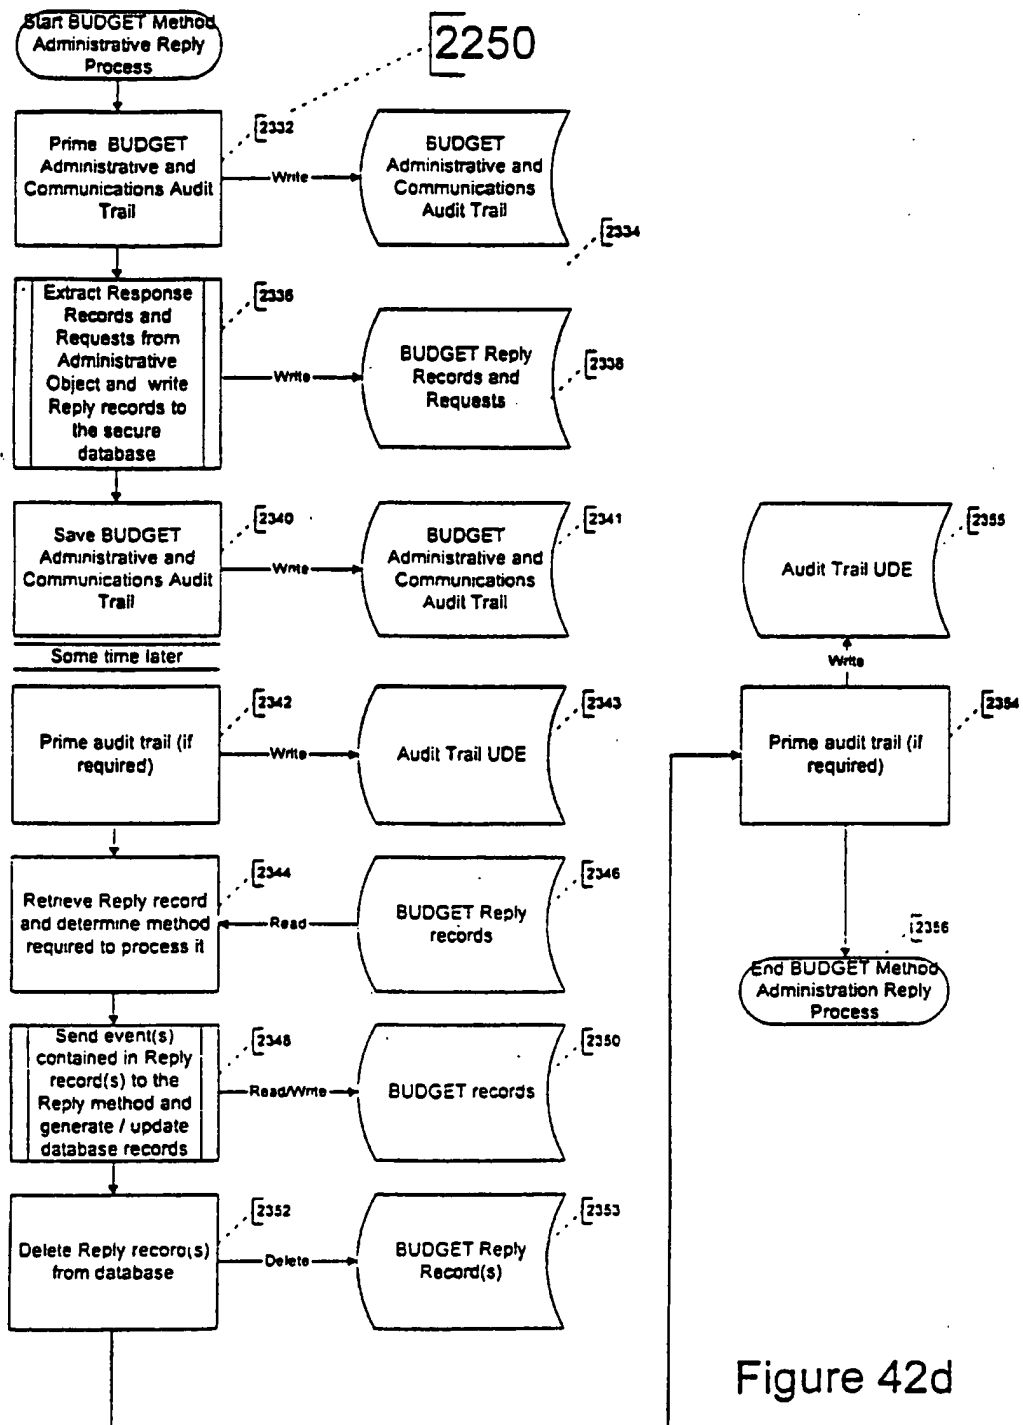 Start BUDGET Method
Administrative Reply
Process
2250
2332
Prime BUDGET
Administrative and
Communications Audit
Trail
Write
BUDGET
Administrative and
Communications
Audit Trail
2334
Extract Response
Records and
Requests from
Administrative
Object and write
Reply records to
the secure
database
2336
Write
BUDGET Reply
Records and
Requests
2338
Save BUDGET
Administrative and
Communications Audit
Trail
2340
Write
BUDGET
Administrative and
Communications
Audit Trail
2341
Some time later
Prime audit trail (if
required)
2342
Write
Audit Trail UDE
2343
Retrieve Reply record
and determine method
required to process it
2344
Read
BUDGET Reply
records
2346
Send event(s)
contained in Reply
record(s) to the
Reply method and
generate / update
database records
2348
Read/Write
BUDGET records
2350
Delete Reply record(s)
from database
2352
Delete
BUDGET Reply
Record(s)
2353
Audit Trail UDE
2355
Write
Prime audit trail (if
required)
2354
2356
End BUDGET Method
Administration Reply
Process
Figure 42d